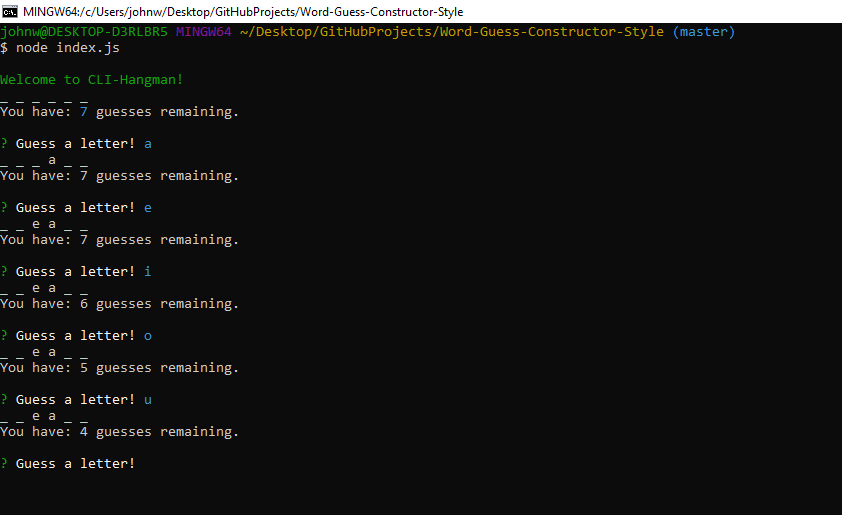 MINGW64:/c/Users/johnw/Desktop/GitHubProjects/Word-Guess-Constructor-Style
johnw@DESKTOP-D3RLBR5 MINGW64 ~/Desktop/GitHubProjects/Word-Guess-Constructor-Style (master)
$ node index.js
Welcome to CLI-Hangman!
_ _ _ _ _ _
You have: 7 guesses remaining.
? Guess a letter! a
_ _ _ a _ _
You have: 7 guesses remaining.
? Guess a letter! e
_ _ e a _ _
You have: 7 guesses remaining.
? Guess a letter! i
_ _ e a _ _
You have: 6 guesses remaining.
? Guess a letter! o
_ _ e a _ _
You have: 5 guesses remaining.
? Guess a letter! u
_ _ e a _ _
You have: 4 guesses remaining.
? Guess a letter!